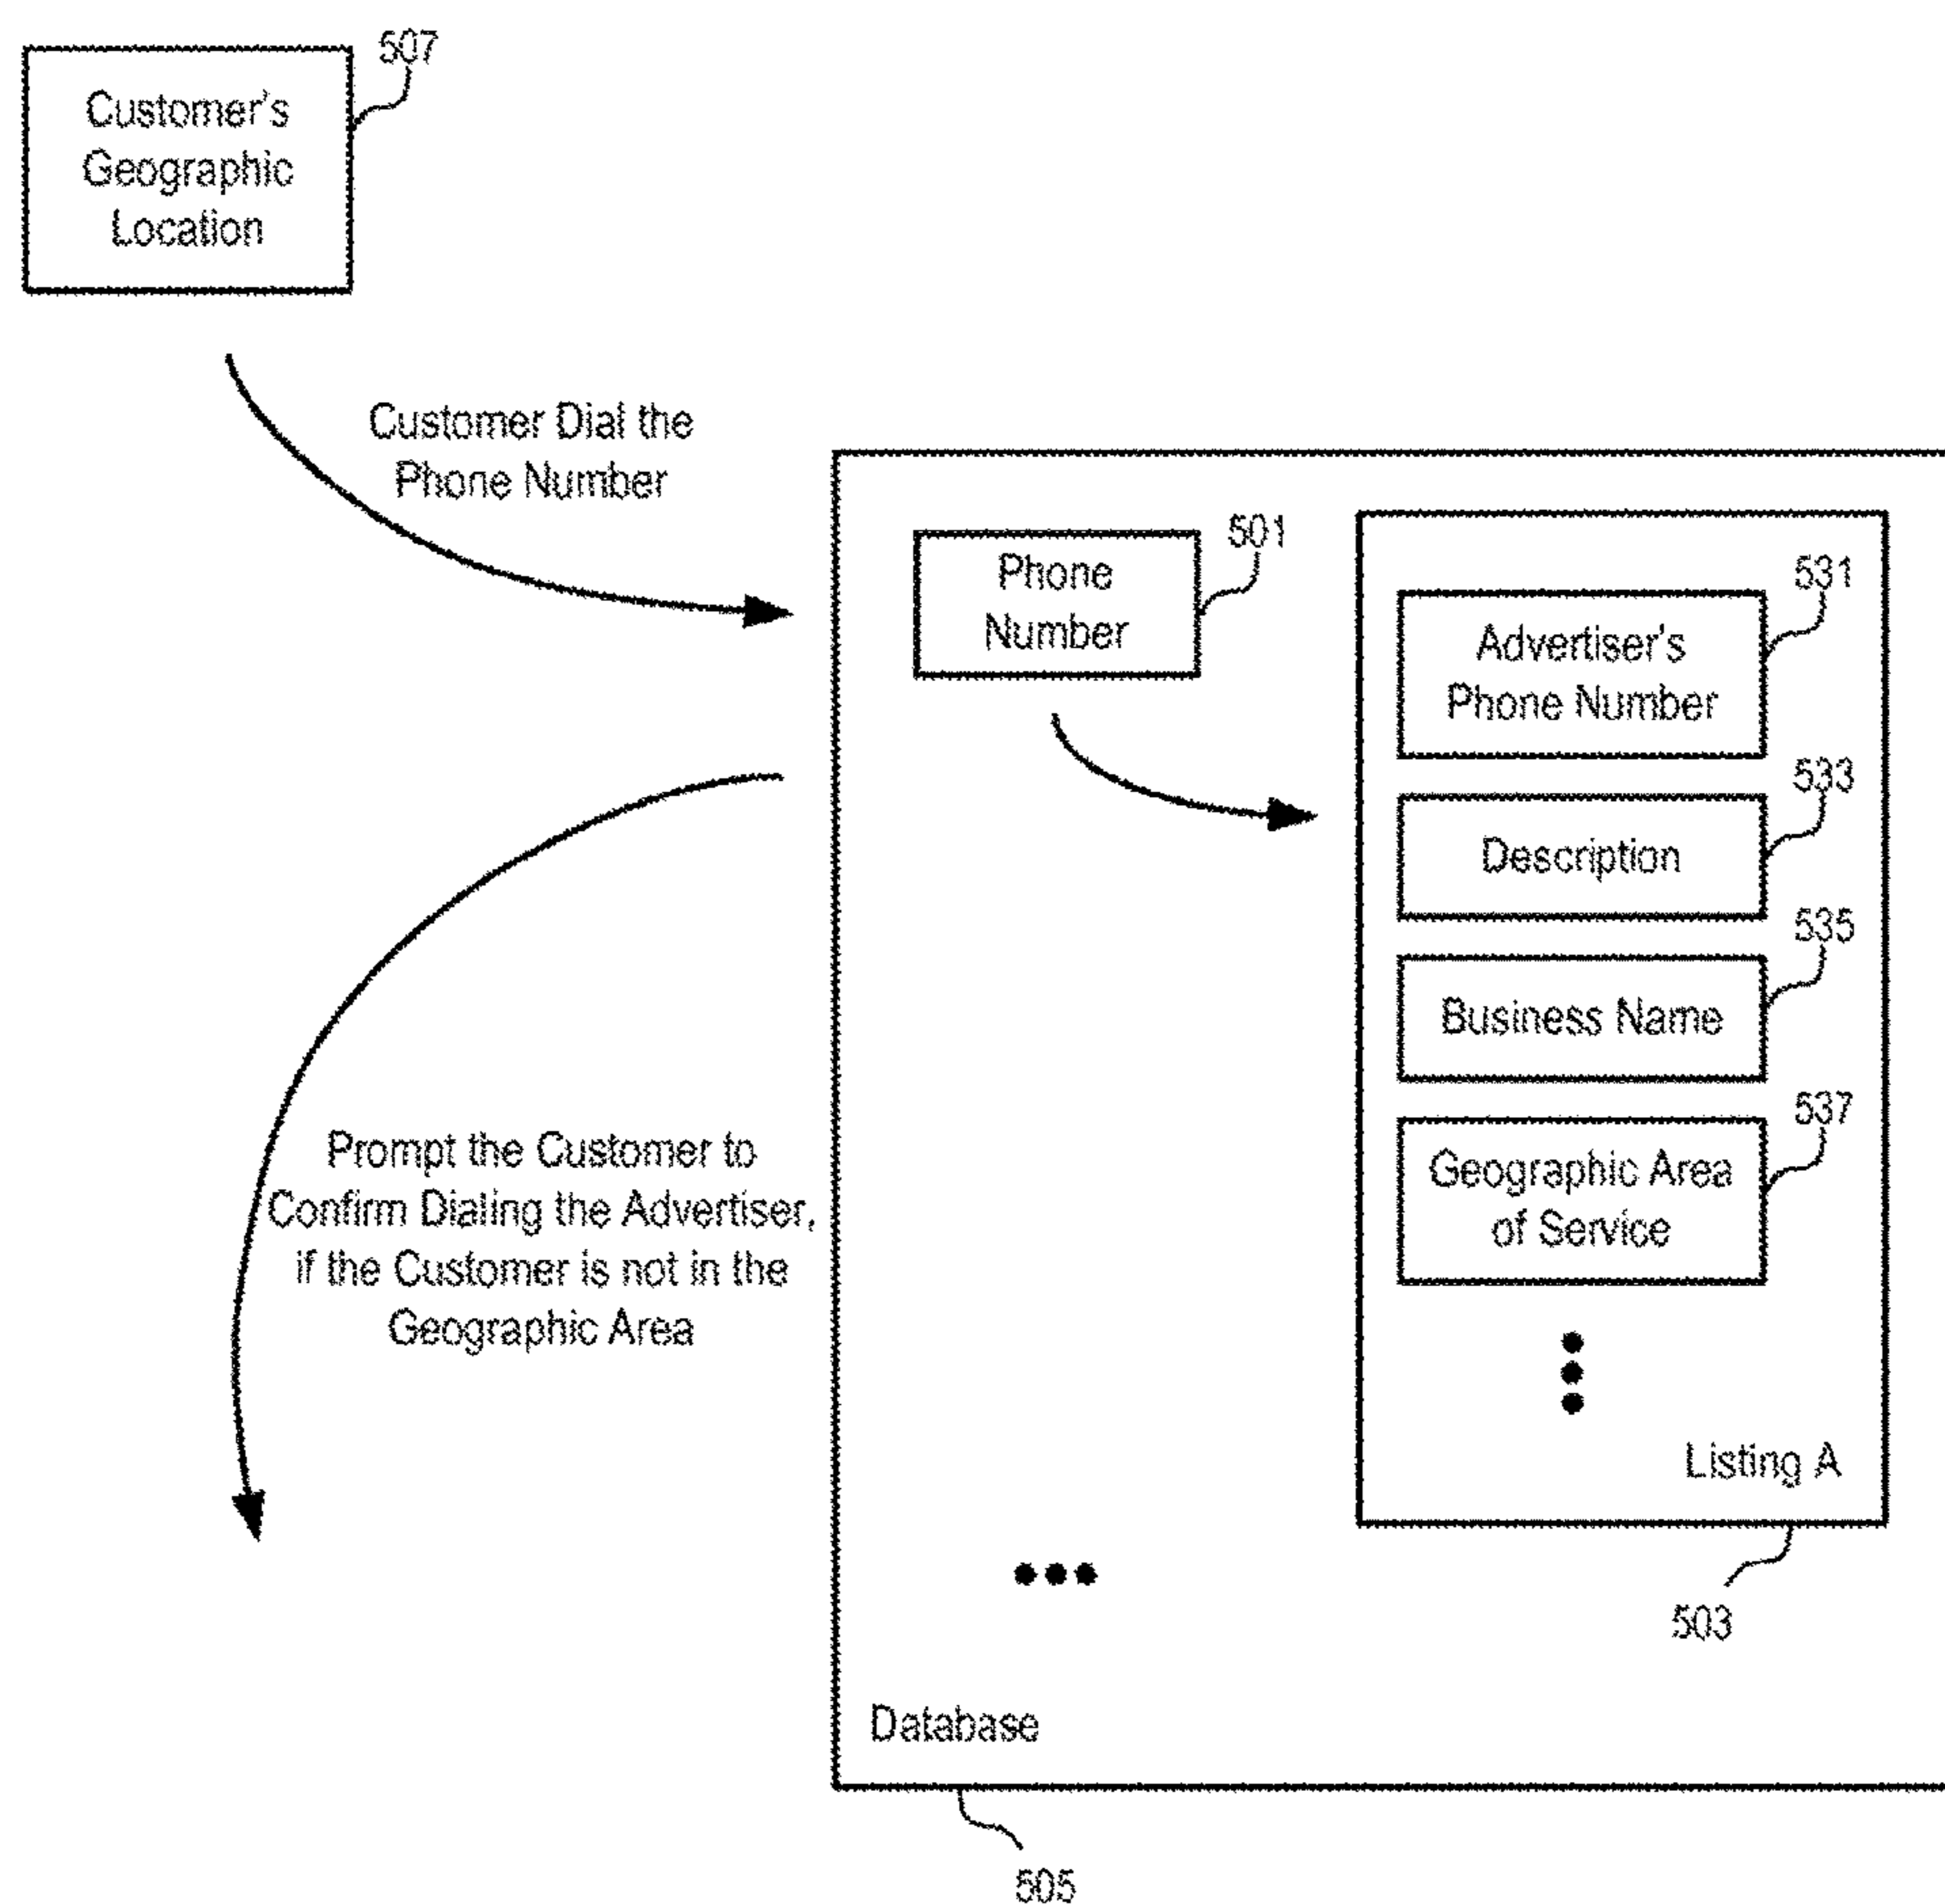 507
Customer's
Geographic
Location
Customer Dial the
Phone Number
501
Phone
Number
531
Advertiser's
Phone Number
533
Description
535
Business Name
537
Geographic Area
of Service
Prompt the Customer to
Confirm Dialing the Advertiser,
if the Customer is not in the
Geographic Area
Listing A
503
Database
505